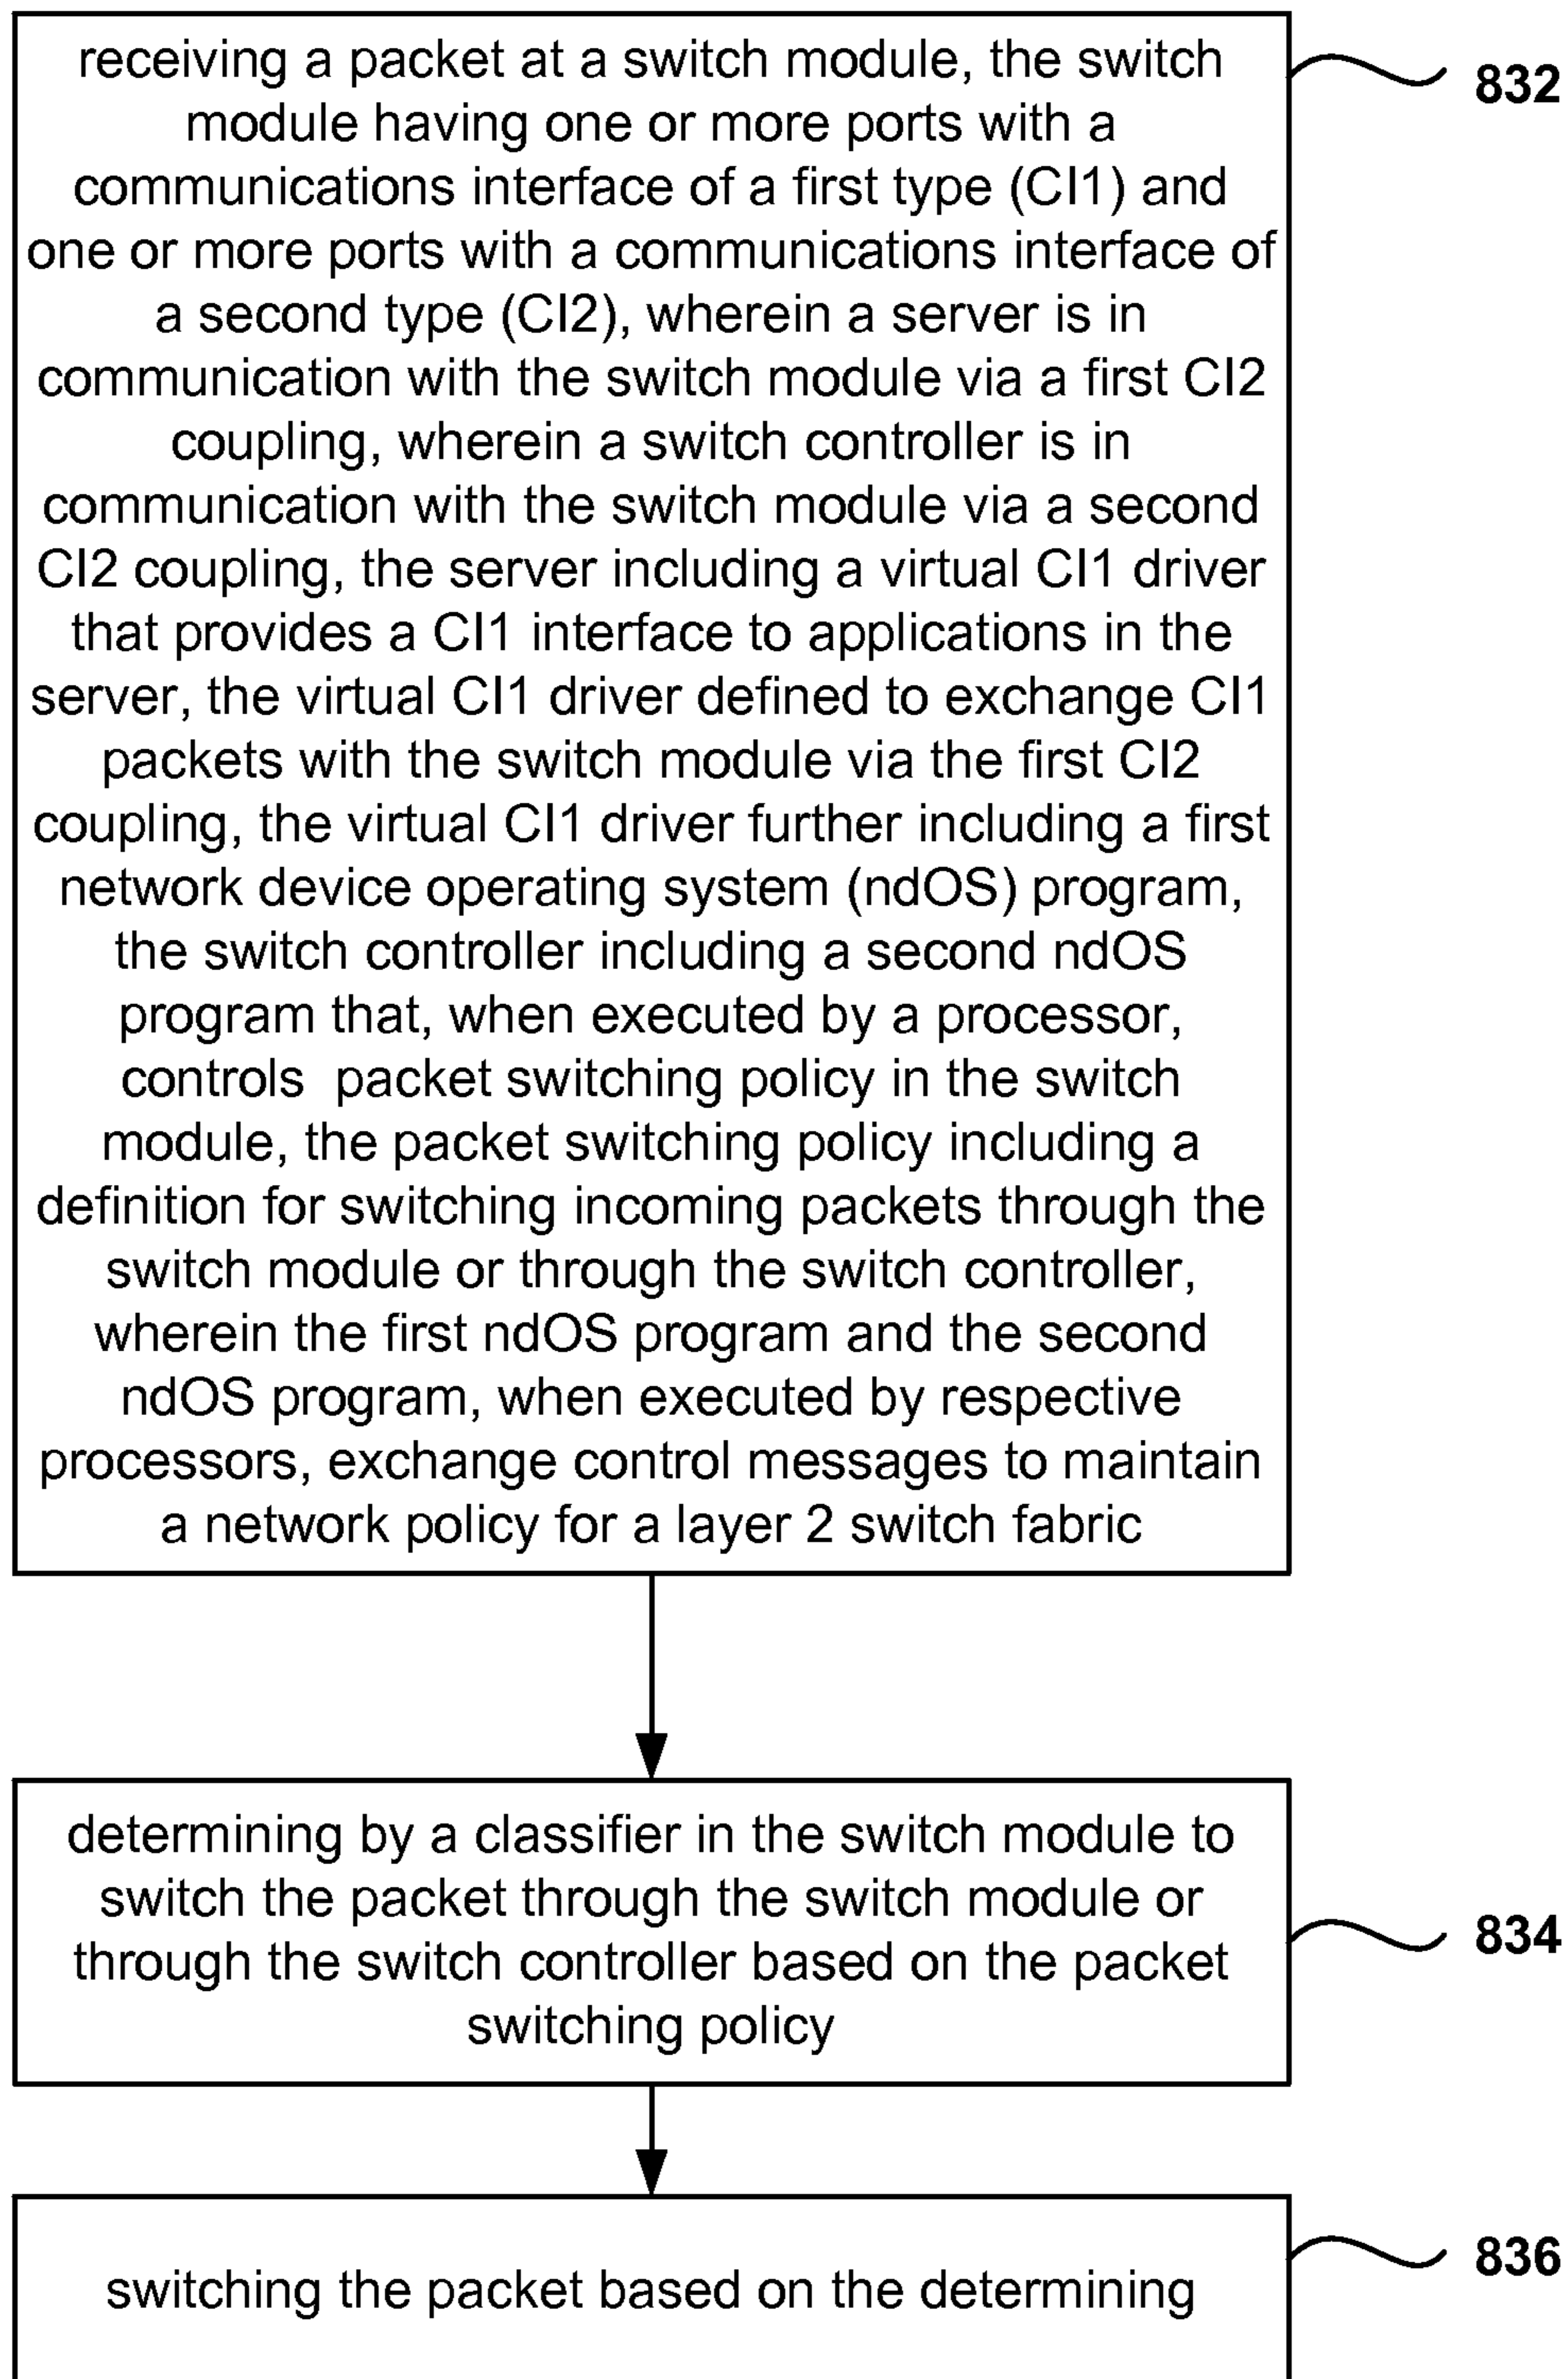 receiving a packet at a switch module, the switch
module having one or more ports with a
communications interface of a first type (CI1) and
one or more ports with a communications interface of
a second type (CI2), wherein a server is in
communication with the switch module via a first CI2
coupling, wherein a switch controller is in
communication with the switch module via a second
CI2 coupling, the server including a virtual CI1 driver
that provides a CI1 interface to applications in the
server, the virtual CI1 driver defined to exchange CI1
packets with the switch module via the first CI2
coupling, the virtual CI1 driver further including a first
network device operating system (ndOS) program,
the switch controller including a second ndOS
program that, when executed by a processor,
controls packet switching policy in the switch
module, the packet switching policy including a
definition for switching incoming packets through the
switch module or through the switch controller,
wherein the first ndOS program and the second
ndOS program, when executed by respective
processors, exchange control messages to maintain
a network policy for a layer 2 switch fabric
832
determining by a classifier in the switch module to
switch the packet through the switch module or
through the switch controller based on the packet
switching policy
834
switching the packet based on the determining
836